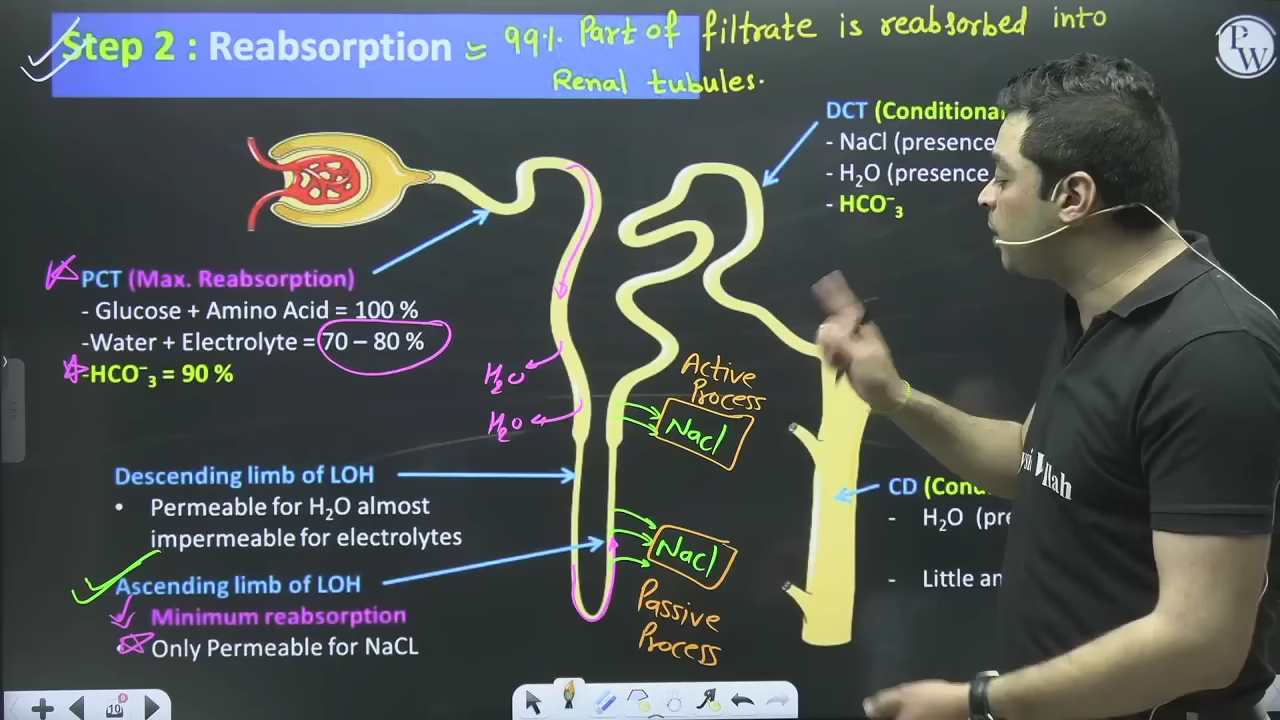 Step 2 : Reabsorption = 99% Part of filtrate is reabsorbed into
Renal tubules.
PW
DCT (Conditiona
- NaCl (presence
- H₂O (presence
- HCO⁻₃
PCT (Max. Reabsorption)
- Glucose + Amino Acid = 100 %
-Water + Electrolyte = 70 – 80 %
-HCO⁻₃ = 90 %
H₂O
H₂O
Active
Process
Nacl
Descending limb of LOH
• Permeable for H₂O almost
impermeable for electrolytes
Ascending limb of LOH
Minimum reabsorption
Only Permeable for NaCL
Nacl
Passive
Process
CD (Con
- H₂O (pre
- Little an
10